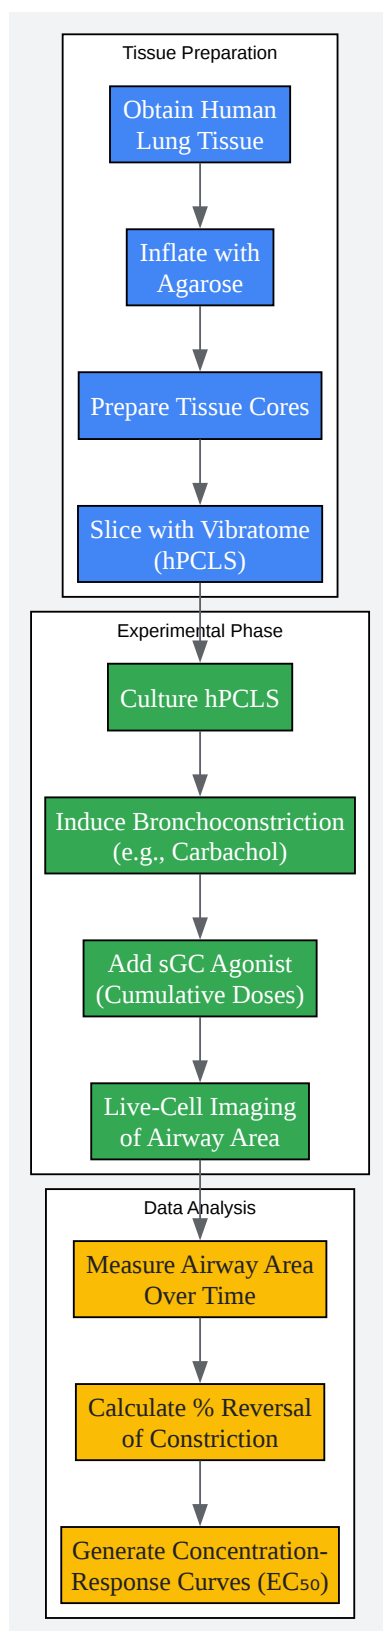 Tissue Preparation
Obtain Human
Lung Tissue
Inflate with
Agarose
Prepare Tissue Cores
Slice with Vibratome
(hPCLS)
Experimental Phase
Culture hPCLS
Induce Bronchoconstriction
(e.g., Carbachol)
Add sGC Agonist
(Cumulative Doses)
Live-Cell Imaging
of Airway Area
Data Analysis
Measure Airway Area
Over Time
Calculate % Reversal
of Constriction
Generate Concentration-
Response Curves (EC₅₀)